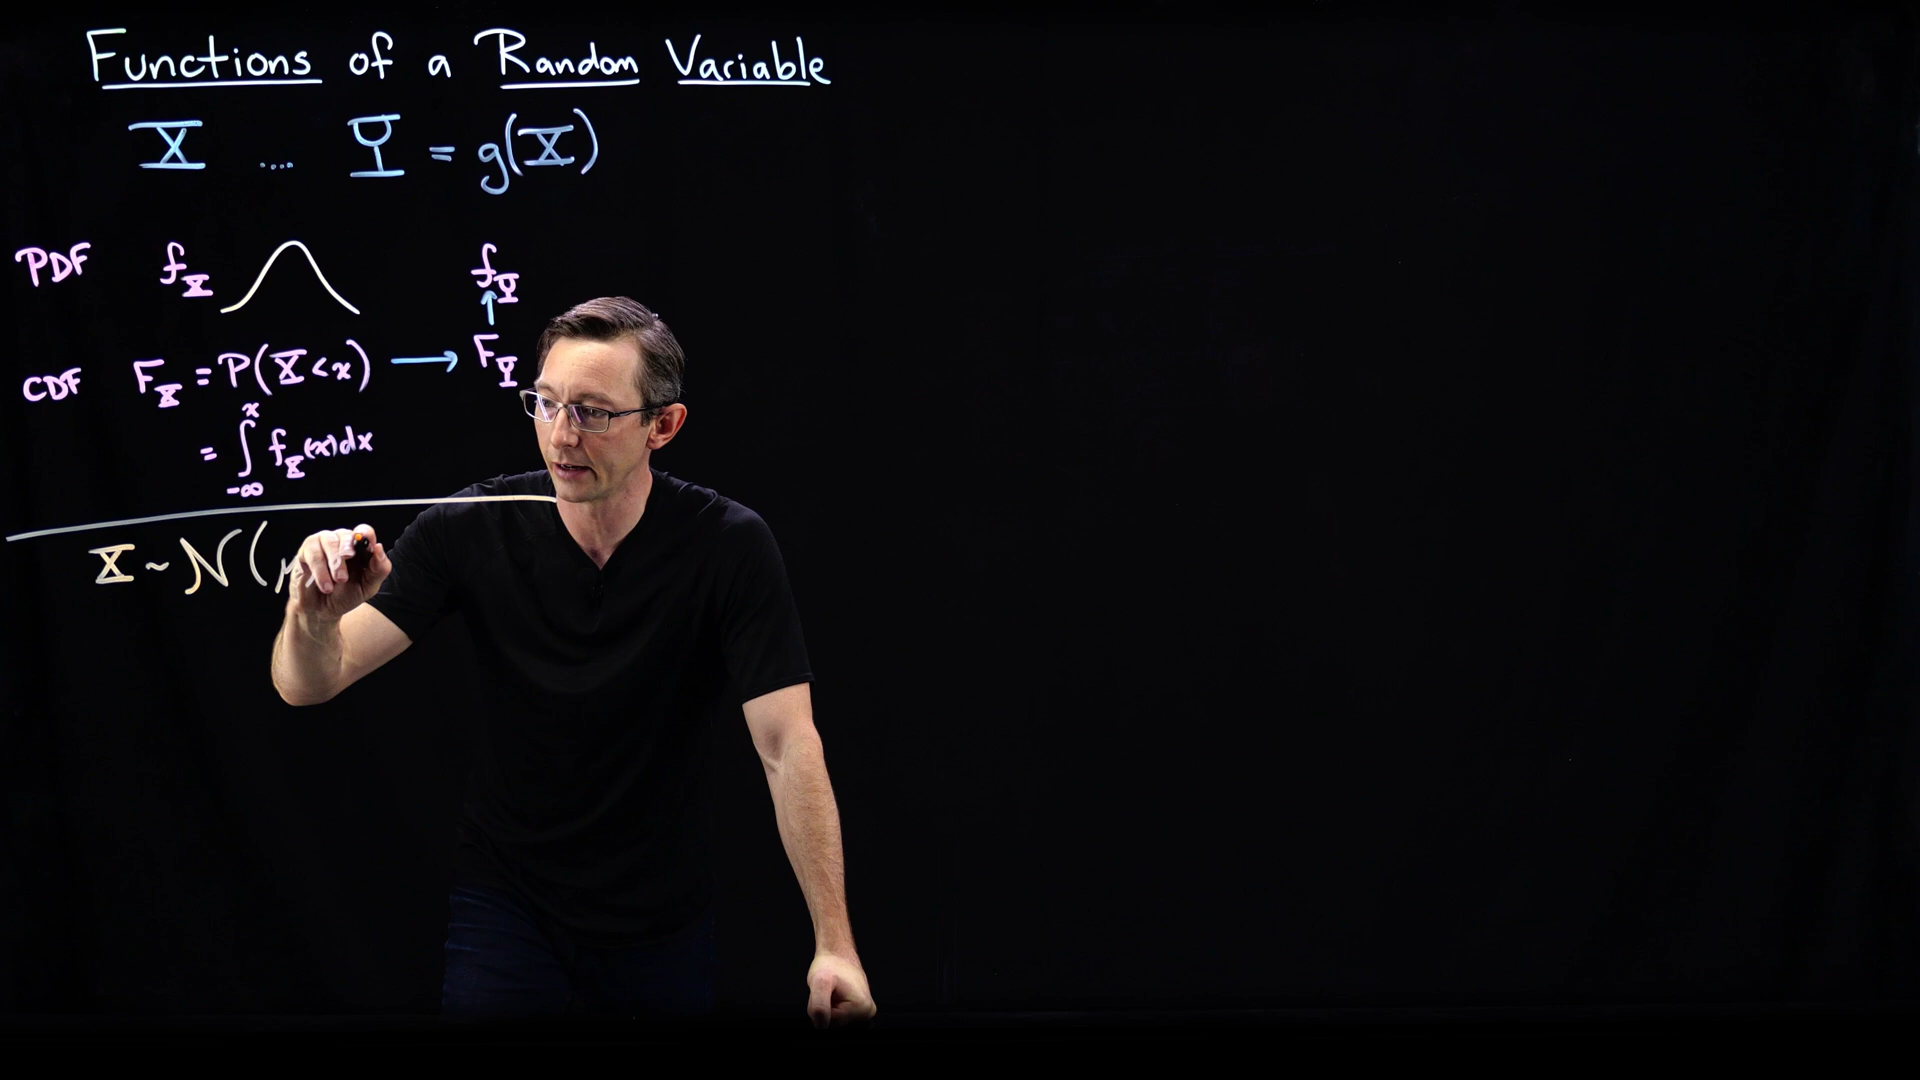 Functions of a Random Variable
X .... Y = g(X)
PDF f_X f_Y
↑
CDF F_X = P(X < x) → F_Y
= ∫_{-∞}^{x} f_X(x)dx
X ~ N(μ